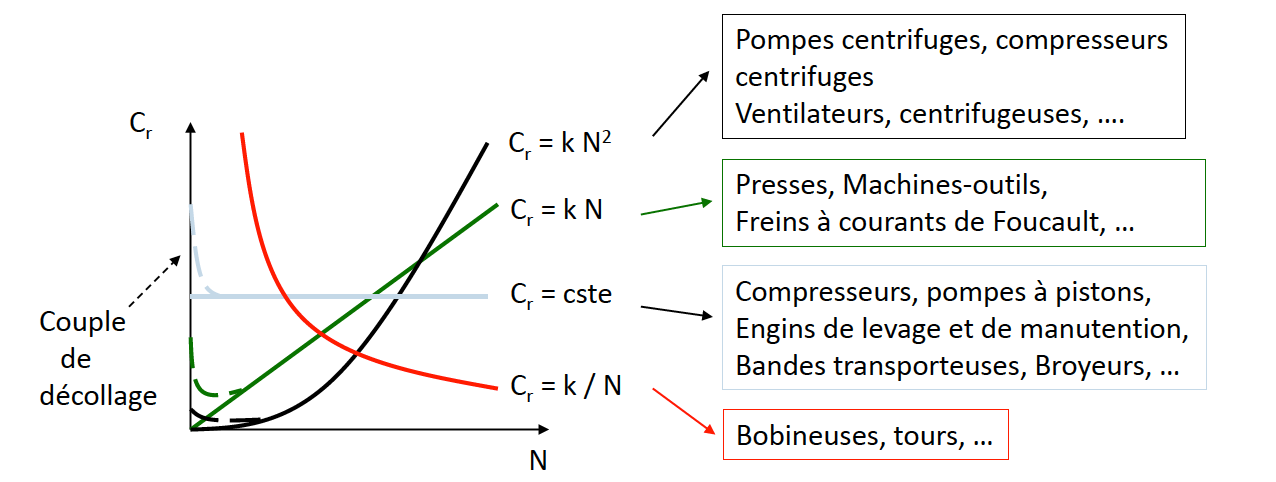 C_r
Couple
de
décollage
N
C_r = k N²
C_r = k N
C_r = cste
C_r = k / N
Pompes centrifuges, compresseurs
centrifuges
Ventilateurs, centrifugeuses, ....
Presses, Machines-outils,
Freins à courants de Foucault, ...
Compresseurs, pompes à pistons,
Engins de levage et de manutention,
Bandes transporteuses, Broyeurs, ...
Bobineuses, tours, ...